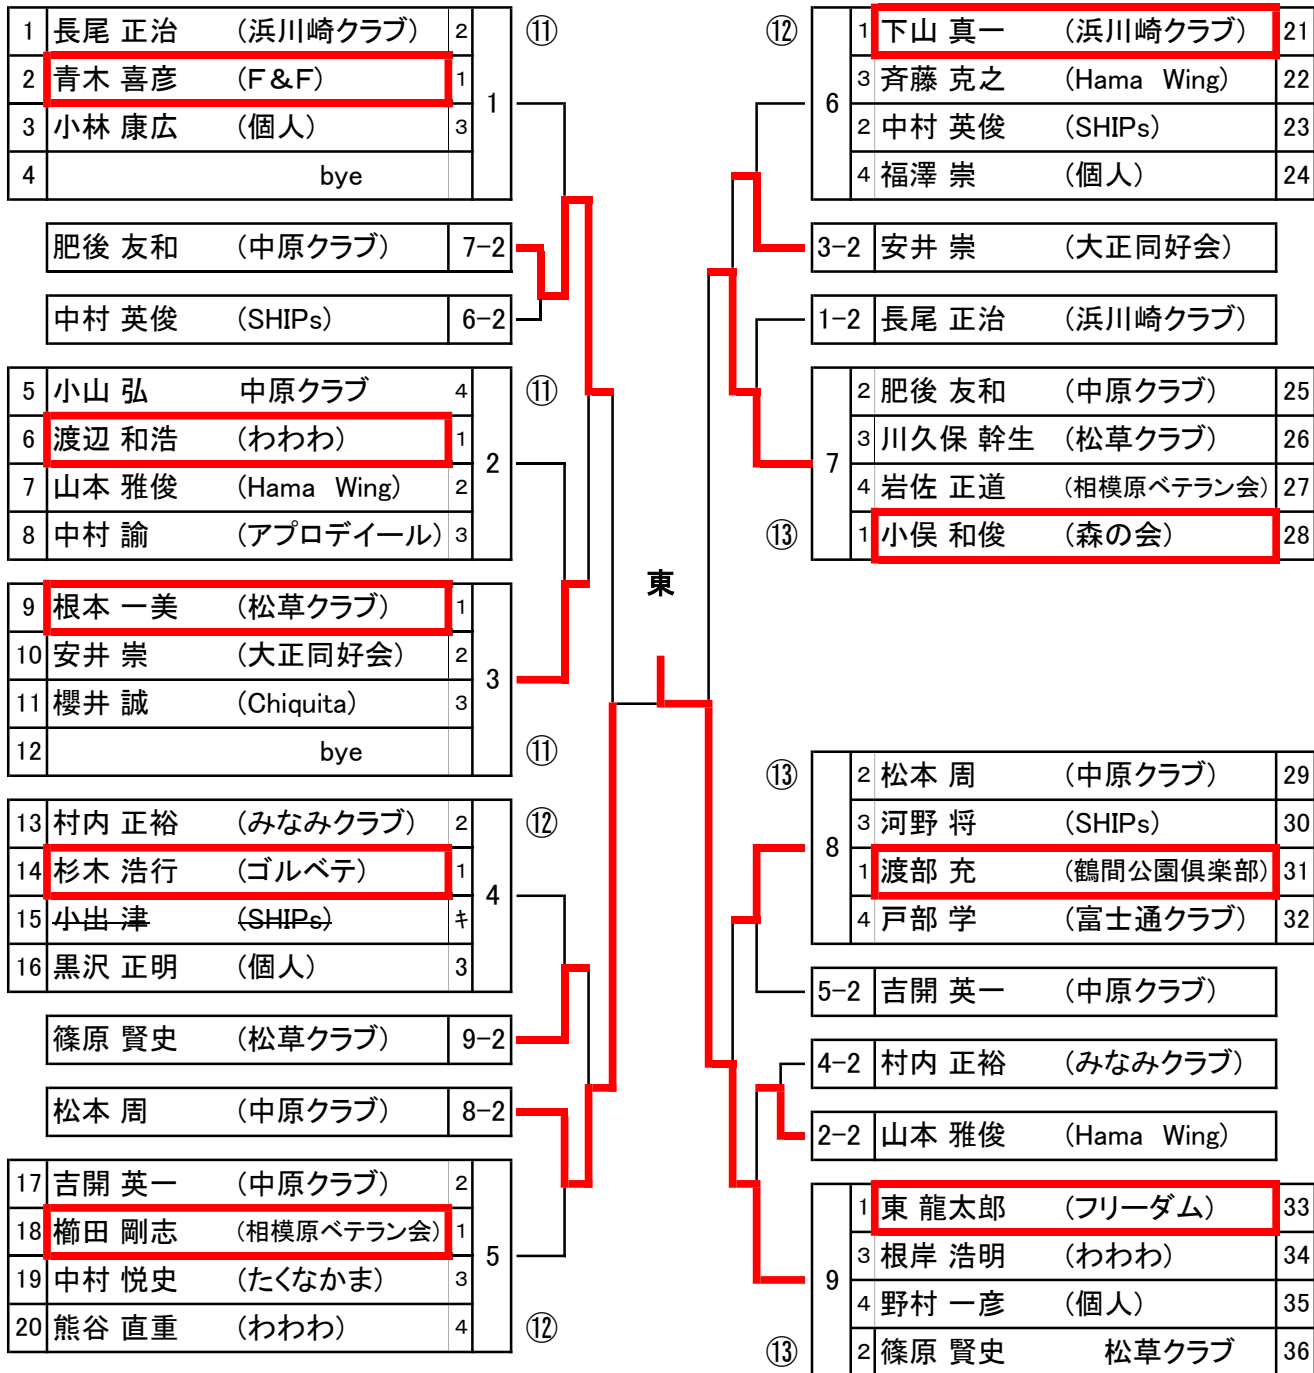 1 長尾 正治 (浜川崎クラブ) 2 ⑪
2 青木 喜彦 (F&F) 1
1
3 小林 康広 (個人) 3
4 bye
肥後 友和 (中原クラブ) 7-2
中村 英俊 (SHIPs) 6-2
5 小山 弘 中原クラブ 4 ⑪
6 渡辺 和浩 (わわわ) 1
2
7 山本 雅俊 (Hama Wing) 2
8 中村 諭 (アプロデイール) 3
9 根本 一美 (松草クラブ) 1
10 安井 崇 (大正同好会) 2
3
11 櫻井 誠 (Chiquita) 3
12 bye ⑪
13 村内 正裕 (みなみクラブ) 2 ⑫
14 杉木 浩行 (ゴルベテ) 1
4
15 小出 津 (SHIPs) キ
16 黒沢 正明 (個人) 3
篠原 賢史 (松草クラブ) 9-2
松本 周 (中原クラブ) 8-2
17 吉開 英一 (中原クラブ) 2
18 櫛田 剛志 (相模原ベテラン会) 1
5
19 中村 悦史 (たくなかま) 3
20 熊谷 直重 (わわわ) 4 ⑫
東
⑫ 1 下山 真一 (浜川崎クラブ) 21
3 斉藤 克之 (Hama Wing) 22
6
2 中村 英俊 (SHIPs) 23
4 福澤 崇 (個人) 24
3-2 安井 崇 (大正同好会)
1-2 長尾 正治 (浜川崎クラブ)
2 肥後 友和 (中原クラブ) 25
3 川久保 幹生 (松草クラブ) 26
7
4 岩佐 正道 (相模原ベテラン会) 27
⑬ 1 小俣 和俊 (森の会) 28
⑬ 2 松本 周 (中原クラブ) 29
3 河野 将 (SHIPs) 30
8
1 渡部 充 (鶴間公園倶楽部) 31
4 戸部 学 (富士通クラブ) 32
5-2 吉開 英一 (中原クラブ)
4-2 村内 正裕 (みなみクラブ)
2-2 山本 雅俊 (Hama Wing)
1 東 龍太郎 (フリーダム) 33
3 根岸 浩明 (わわわ) 34
9
4 野村 一彦 (個人) 35
⑬ 2 篠原 賢史 松草クラブ 36